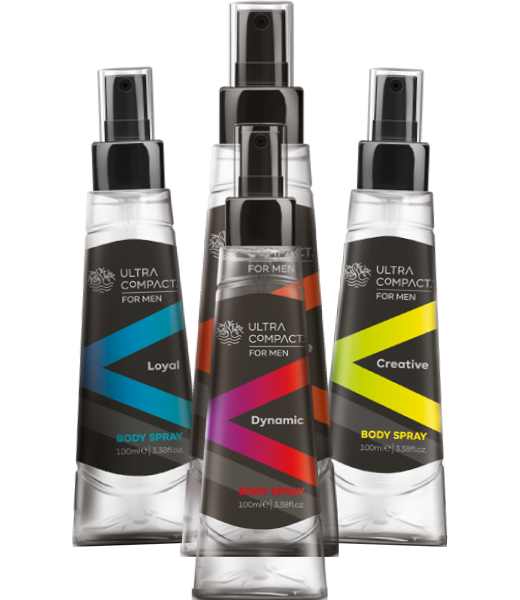 ULTRA
COMPACT.
FOR MEN
Loyal
BODY SPRAY
100ml℮|3,38fl.oz.
COMPACT.
FOR MEN
ULTRA
COMPACT.
FOR MEN
Dynamic
BODY SPRAY
100ml℮|3,38fl.oz.
ULTRA
COMPACT.
FOR MEN
Creative
BODY SPRAY
100ml℮|3,38fl.oz.